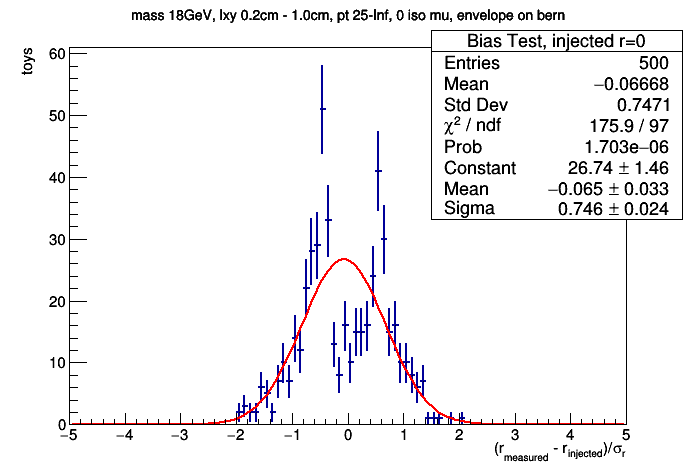 mass 18GeV, lxy 0.2cm - 1.0cm, pt 25-Inf, 0 iso mu, envelope on bern
toys
Bias Test, injected r=0
Entries 500
Mean −0.06668
Std Dev 0.7471
χ² / ndf 175.9 / 97
Prob 1.703e−06
Constant 26.74 ± 1.46
Mean −0.065 ± 0.033
Sigma 0.746 ± 0.024
60
50
40
30
20
10
0
−5 −4 −3 −2 −1 0 1 2 3 4 5
(r_measured - r_injected)/σ_r